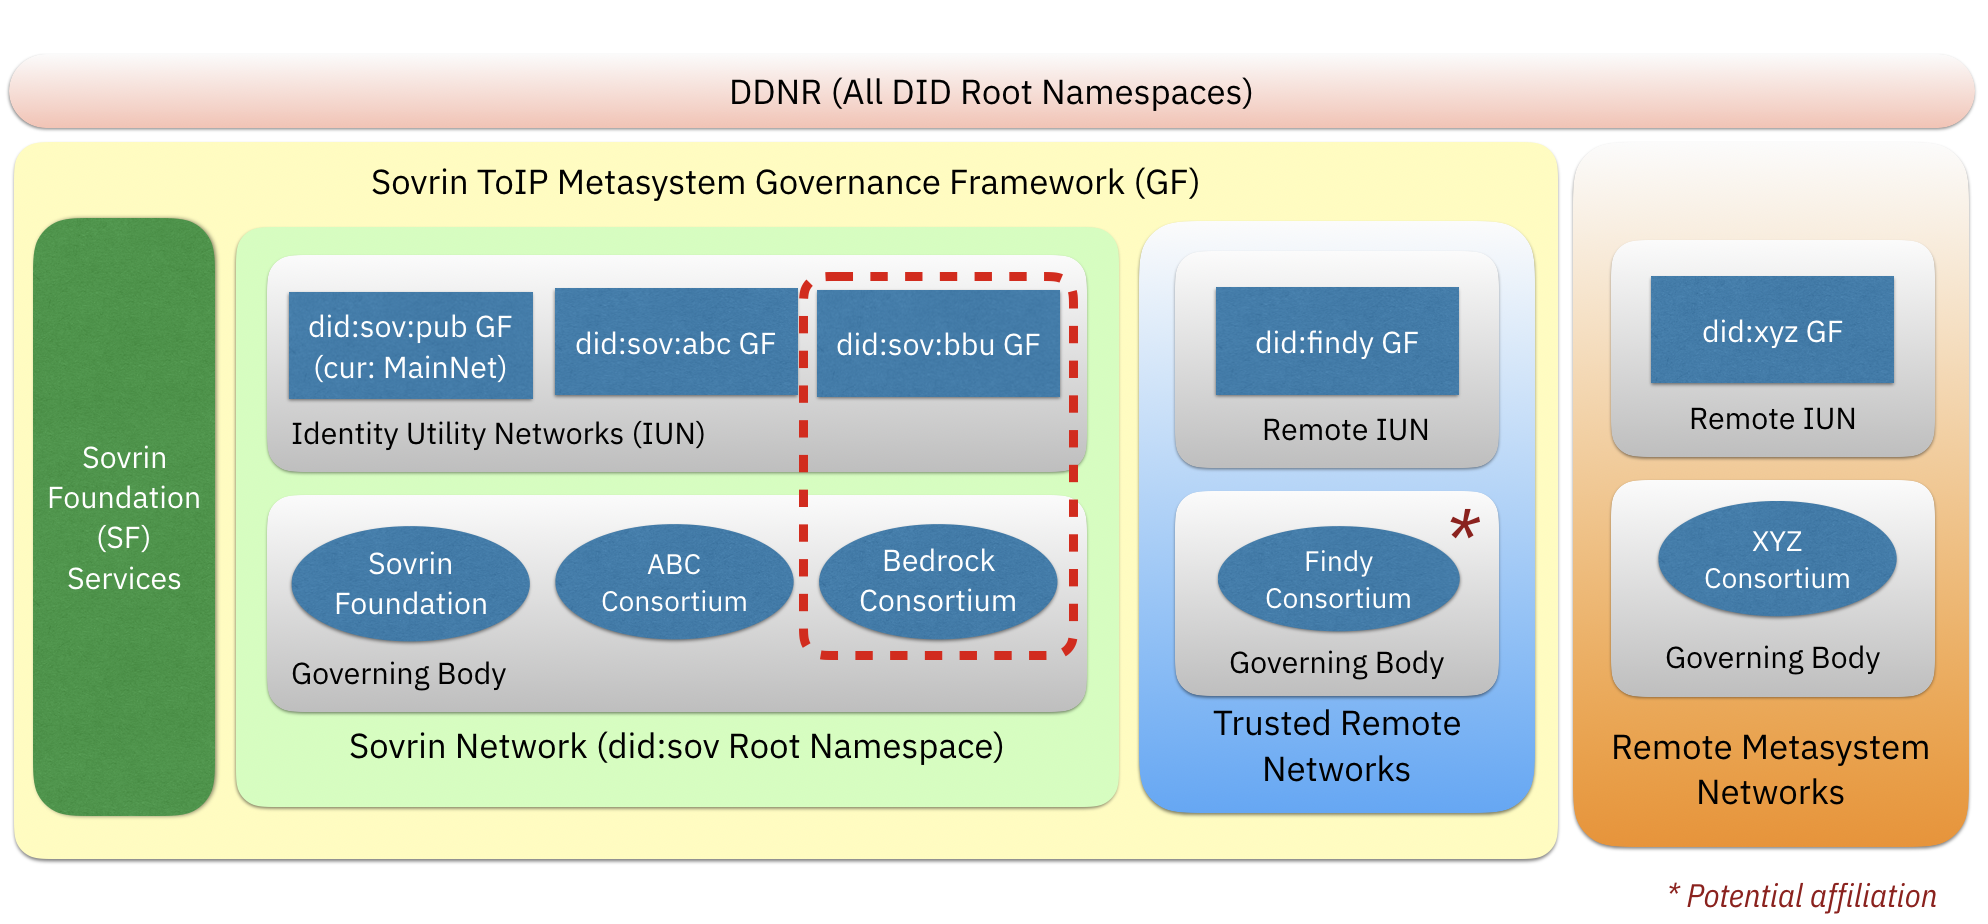 DDNR (All DID Root Namespaces)
Sovrin ToIP Metasystem Governance Framework (GF)
Sovrin
Foundation
(SF)
Services
did:sov:pub GF
(cur: MainNet)
did:sov:abc GF
did:sov:bbu GF
Identity Utility Networks (IUN)
Sovrin
Foundation
ABC
Consortium
Bedrock
Consortium
Governing Body
Sovrin Network (did:sov Root Namespace)
did:findy GF
Remote IUN
*
Findy
Consortium
Governing Body
Trusted Remote
Networks
did:xyz GF
Remote IUN
XYZ
Consortium
Governing Body
Remote Metasystem
Networks
* Potential affiliation